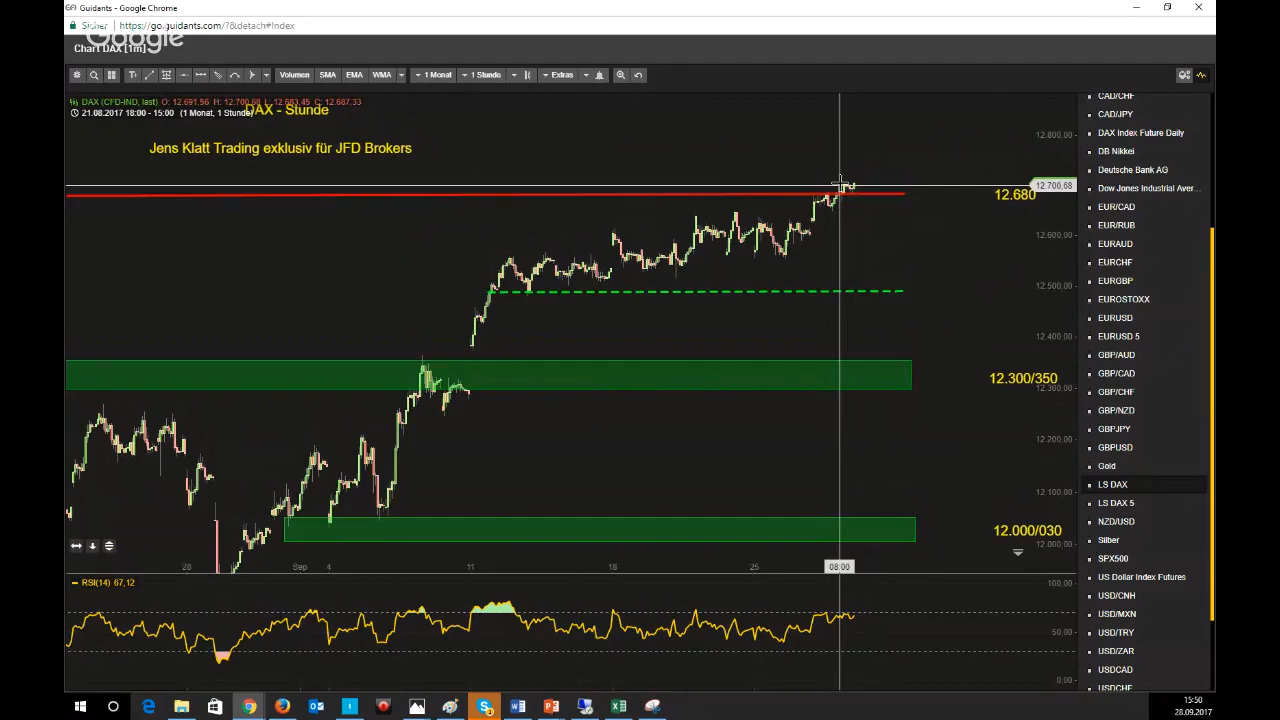 Guidants - Google Chrome
Sicher
https://go.guidants.com/?&detach#Index
Google
Chart DAX [1m]
Volumen
SMA
EMA
WMA
1 Monat
1 Stunde
Extras
DAX (CFD-IND, last) O: 12.691,56 H: 12.700,68 L: 12.683,45 C: 12.687,33
21.08.2017 18:00 - 15:00 (1 Monat, 1 Stunde)
DAX - Stunde
Jens Klatt Trading exklusiv für JFD Brokers
12.800,00
12.700,68
12.680
12.600,00
12.500,00
12.400,00
12.300/350
12.300,00
12.200,00
12.100,00
12.000/030
12.000,00
28
Sep
4
11
18
25
08:00
RSI(14) 67,12
100,00
50,00
0,00
CAD/CHF
CAD/JPY
DAX Index Future Daily
DB Nikkei
Deutsche Bank AG
Dow Jones Industrial Aver...
EUR/CAD
EUR/RUB
EURAUD
EURCHF
EURGBP
EUROSTOXX
EURUSD
EURUSD 5
GBP/AUD
GBP/CAD
GBP/CHF
GBP/NZD
GBPJPY
GBPUSD
Gold
LS DAX
LS DAX 5
NZD/USD
Silber
SPX500
US Dollar Index Futures
USD/CNH
USD/MXN
USD/TRY
USD/ZAR
USDCAD
USDCHF
15:50
28.09.2017